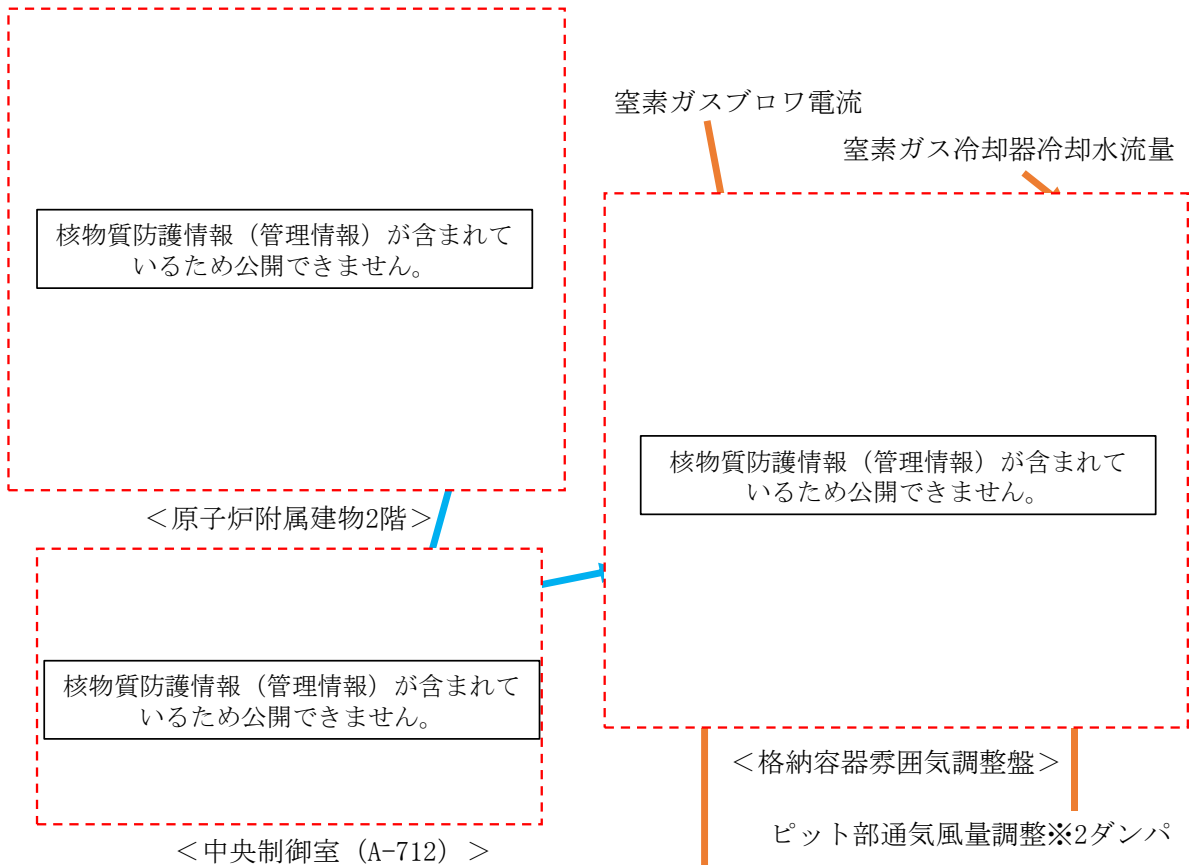 核物質防護情報（管理情報）が含まれて
いるため公開できません。
＜原子炉附属建物2階＞
核物質防護情報（管理情報）が含まれて
いるため公開できません。
＜中央制御室（A-712）＞
窒素ガスブロワ電流
窒素ガス冷却器冷却水流量
核物質防護情報（管理情報）が含まれて
いるため公開できません。
＜格納容器雰囲気調整盤＞
ピット部通気風量調整※2ダンパ